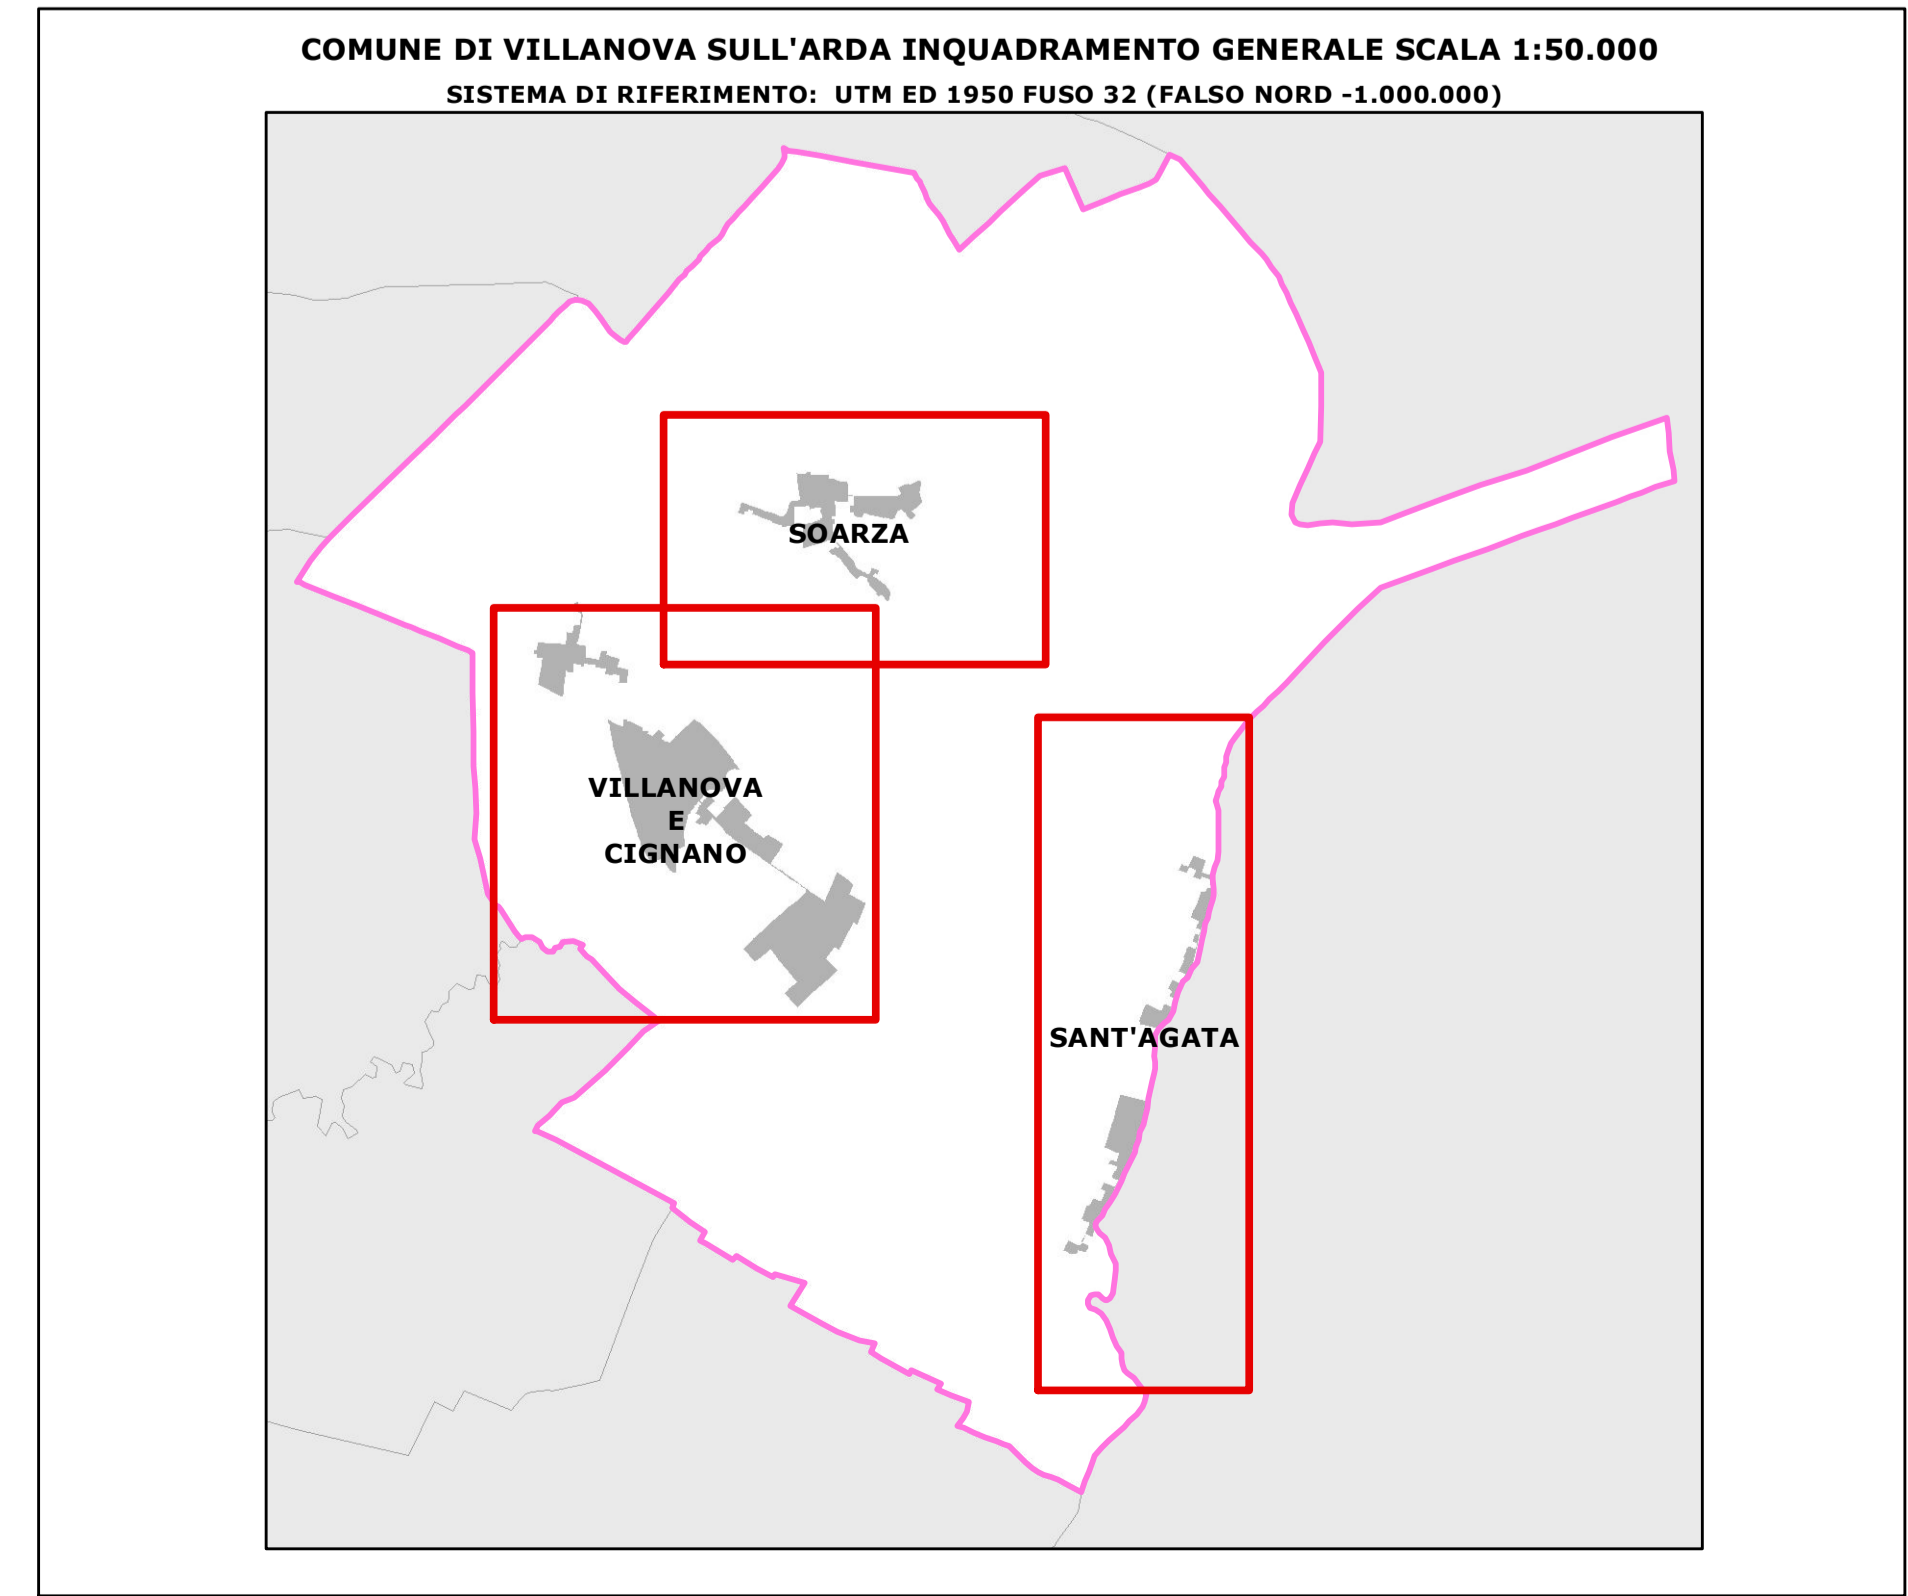 COMUNE DI VILLANOVA SULL'ARDA INQUADRAMENTO GENERALE SCALA 1:50.000
SISTEMA DI RIFERIMENTO: UTM ED 1950 FUSO 32 (FALSO NORD -1.000.000)
SOARZA
VILLANOVA
E
CIGNANO
SANT'AGATA